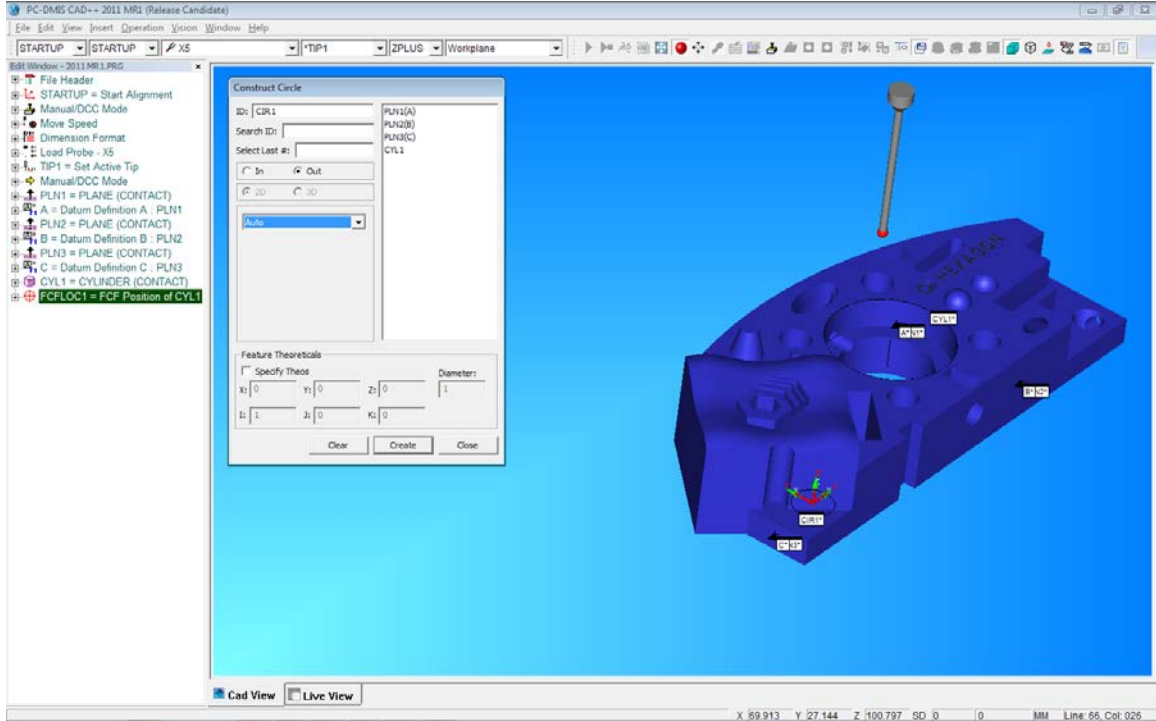 PC-DMIS CAD++ 2011 MR1 (Release Candidate)
File Edit View Insert Operation Vision Window Help
STARTUP STARTUP X5 *TIP1 ZPLUS Workplane
Edit Window - 2011 MR1.PRG
File Header
STARTUP = Start Alignment
Manual/DCC Mode
Move Speed
Dimension Format
Load Probe - X5
TIP1 = Set Active Tip
Manual/DCC Mode
PLN1 = PLANE (CONTACT)
A = Datum Definition A : PLN1
PLN2 = PLANE (CONTACT)
B = Datum Definition B : PLN2
PLN3 = PLANE (CONTACT)
C = Datum Definition C : PLN3
CYL1 = CYLINDER (CONTACT)
FCFLOC1 = FCF Position of CYL1
Construct Circle
ID: CIR1
Search ID:
Select Last #:
In Out
2D 3D
Auto
PLN1(A)
PLN2(B)
PLN3(C)
CYL1
Feature Theoreticals
Specify Theos
Diameter:
X: 0 Y: 0 Z: 0 1
I: 1 J: 0 K: 0
Clear Create Close
HEXAGON
CYL1*
A* N1*
B* N2*
CIR1*
C* N3*
Cad View Live View
X 69.913 Y 27.144 Z 100.797 SD 0 0 MM Line: 66, Col: 026